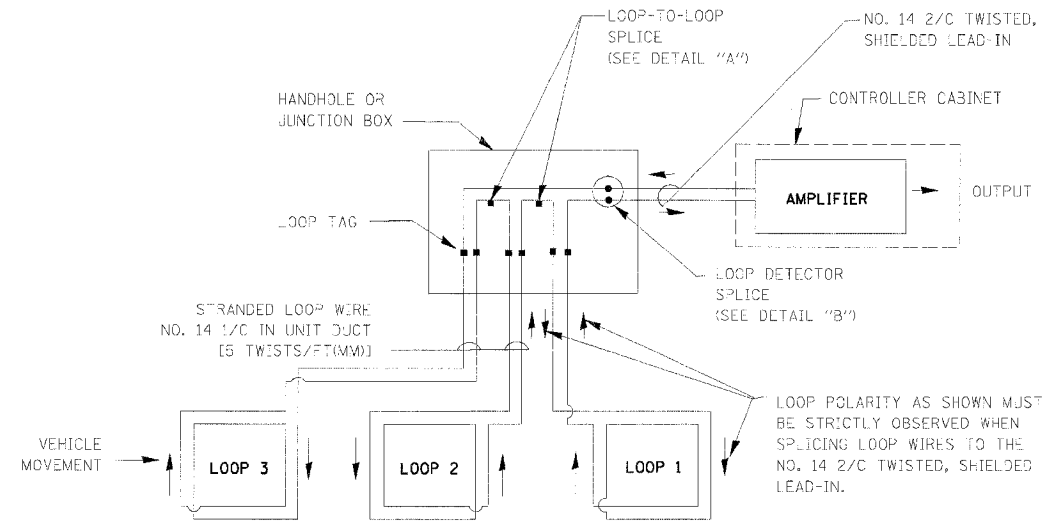 LOOP-TO-LOOP
SPLICE
(SEE DETAIL "A")
NO. 14 2/C TWISTED,
SHIELDED LEAD-IN
HANDHOLE OR
JUNCTION BOX
CONTROLLER CABINET
AMPLIFIER
OUTPUT
LOOP TAG
LOOP DETECTOR
SPLICE
(SEE DETAIL "B")
STRANDED LOOP WIRE
NO. 14 1/C IN UNIT DUCT
[5 TWISTS/FT(MM)]
LOOP POLARITY AS SHOWN MUST
BE STRICTLY OBSERVED WHEN
SPLICING LOOP WIRES TO THE
NO. 14 2/C TWISTED, SHIELDED
LEAD-IN.
VEHICLE
MOVEMENT
LOOP 3
LOOP 2
LOOP 1